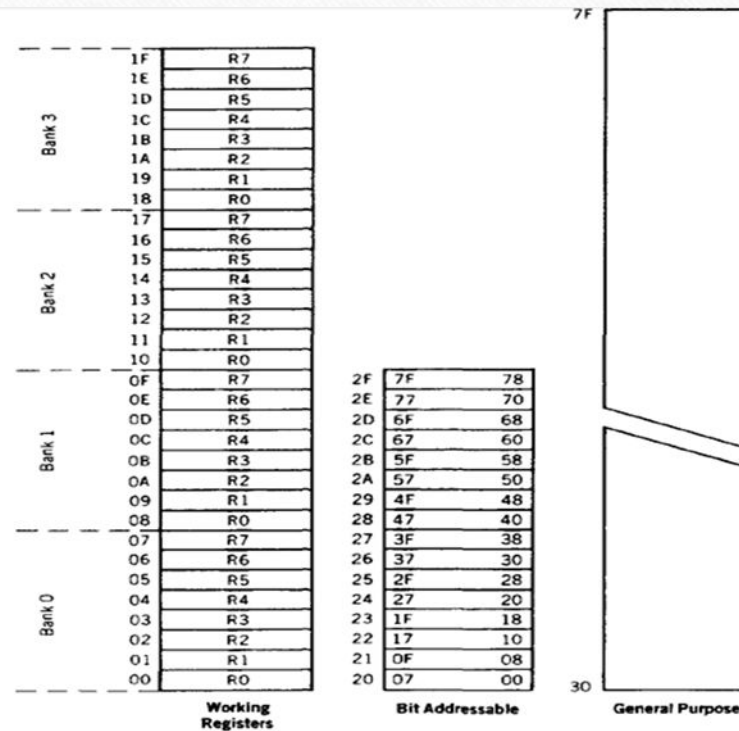 7F
Bank 3
1F R7
1E R6
1D R5
1C R4
1B R3
1A R2
19 R1
18 R0
Bank 2
17 R7
16 R6
15 R5
14 R4
13 R3
12 R2
11 R1
10 R0
Bank 1
0F R7
0E R6
0D R5
0C R4
0B R3
0A R2
09 R1
08 R0
Bank 0
07 R7
06 R6
05 R5
04 R4
03 R3
02 R2
01 R1
00 R0
Working
Registers
2F 7F 78
2E 77 70
2D 6F 68
2C 67 60
2B 5F 58
2A 57 50
29 4F 48
28 47 40
27 3F 38
26 37 30
25 2F 28
24 27 20
23 1F 18
22 17 10
21 0F 08
20 07 00
Bit Addressable
30
General Purpose